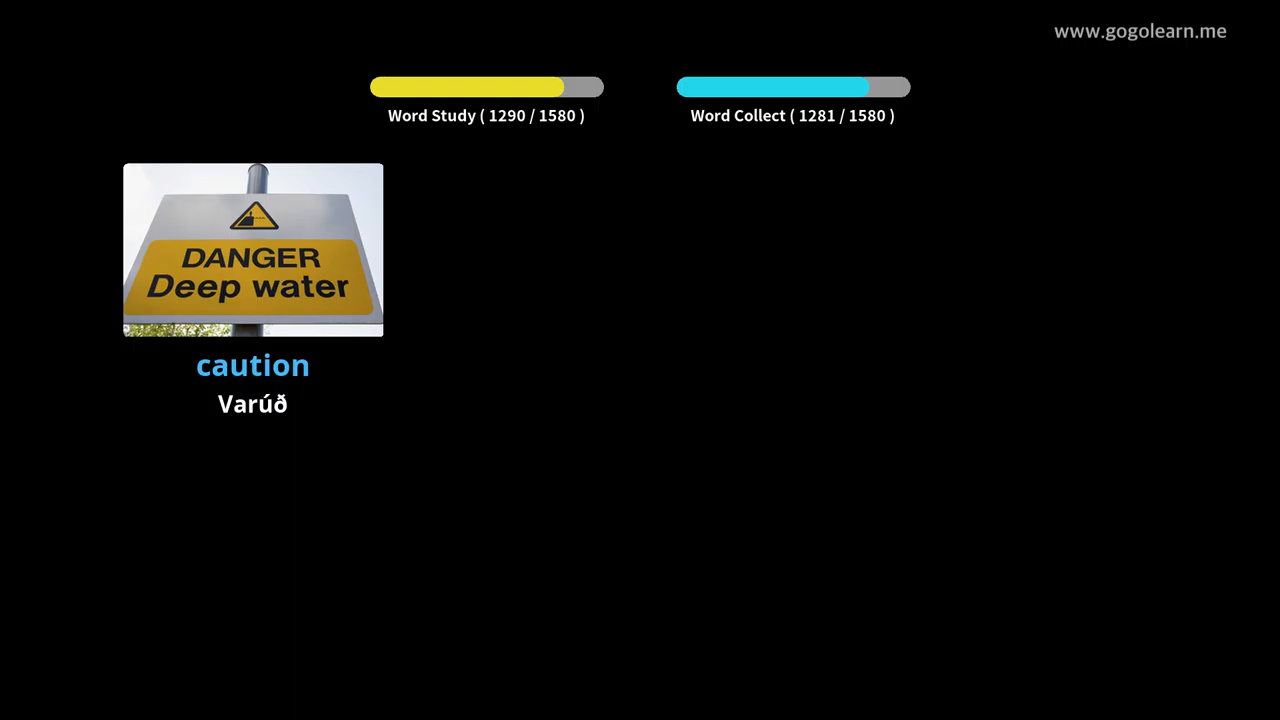 www.gogolearn.me
Word Study ( 1290 / 1580 )
Word Collect ( 1281 / 1580 )
DANGER
Deep water
caution
Varúð